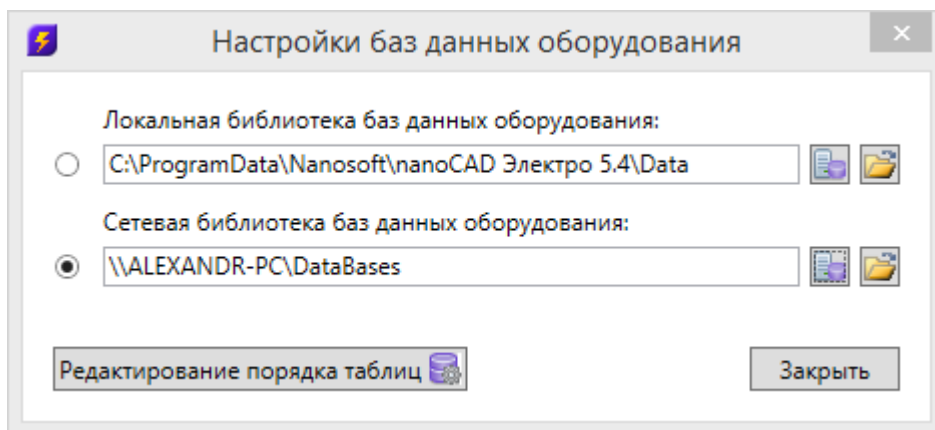 Настройки баз данных оборудования
Локальная библиотека баз данных оборудования:
C:\ProgramData\Nanosoft\nanoCAD Электро 5.4\Data
Сетевая библиотека баз данных оборудования:
\\ALEXANDR-PC\DataBases
Редактирование порядка таблиц
Закрыть